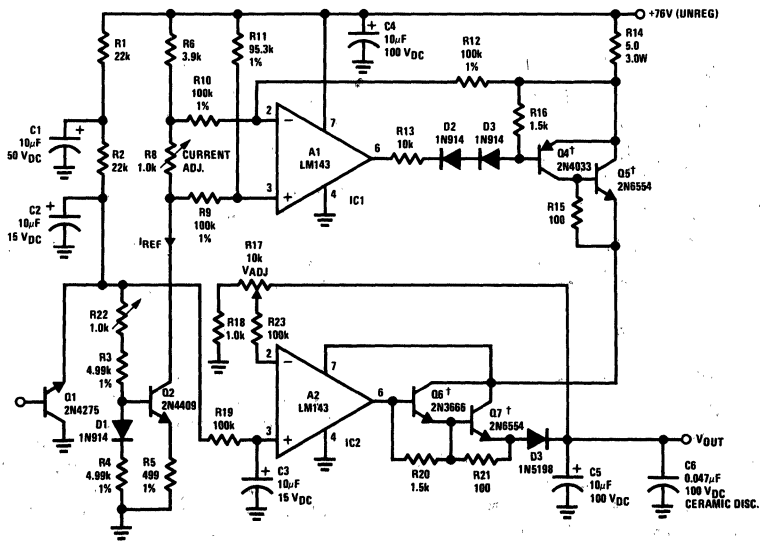 +76V (UNREG)
R1
22k
R6
3.9k
R11
95.3k
1%
C4
10µF
100 VDC
R14
5.0
3.0W
R12
100k
1%
R10
100k
1%
C1
10µF
50 VDC
R2
22k
R8
1.0k
CURRENT
ADJ.
2
−
7
A1
LM143
6
3
+
4
IC1
R13
10k
D2
1N914
D3
1N914
R16
1.5k
Q4†
2N4033
Q5†
2N6554
R15
100
C2
10µF
15 VDC
R9
100k
1%
IREF
R17
10k
VADJ
R22
1.0k
R18
1.0k
R23
100k
R3
4.99k
1%
2
−
7
A2
LM143
6
3
+
4
IC2
Q6†
2N3666
Q7†
2N6554
Q1
2N4275
Q2
2N4409
D1
1N914
R19
100k
D3
1N5198
VOUT
R4
4.99k
1%
R5
499
1%
C3
10µF
15 VDC
R20
1.5k
R21
100
C5
10µF
100 VDC
C6
0.047µF
100 VDC
CERAMIC DISC.